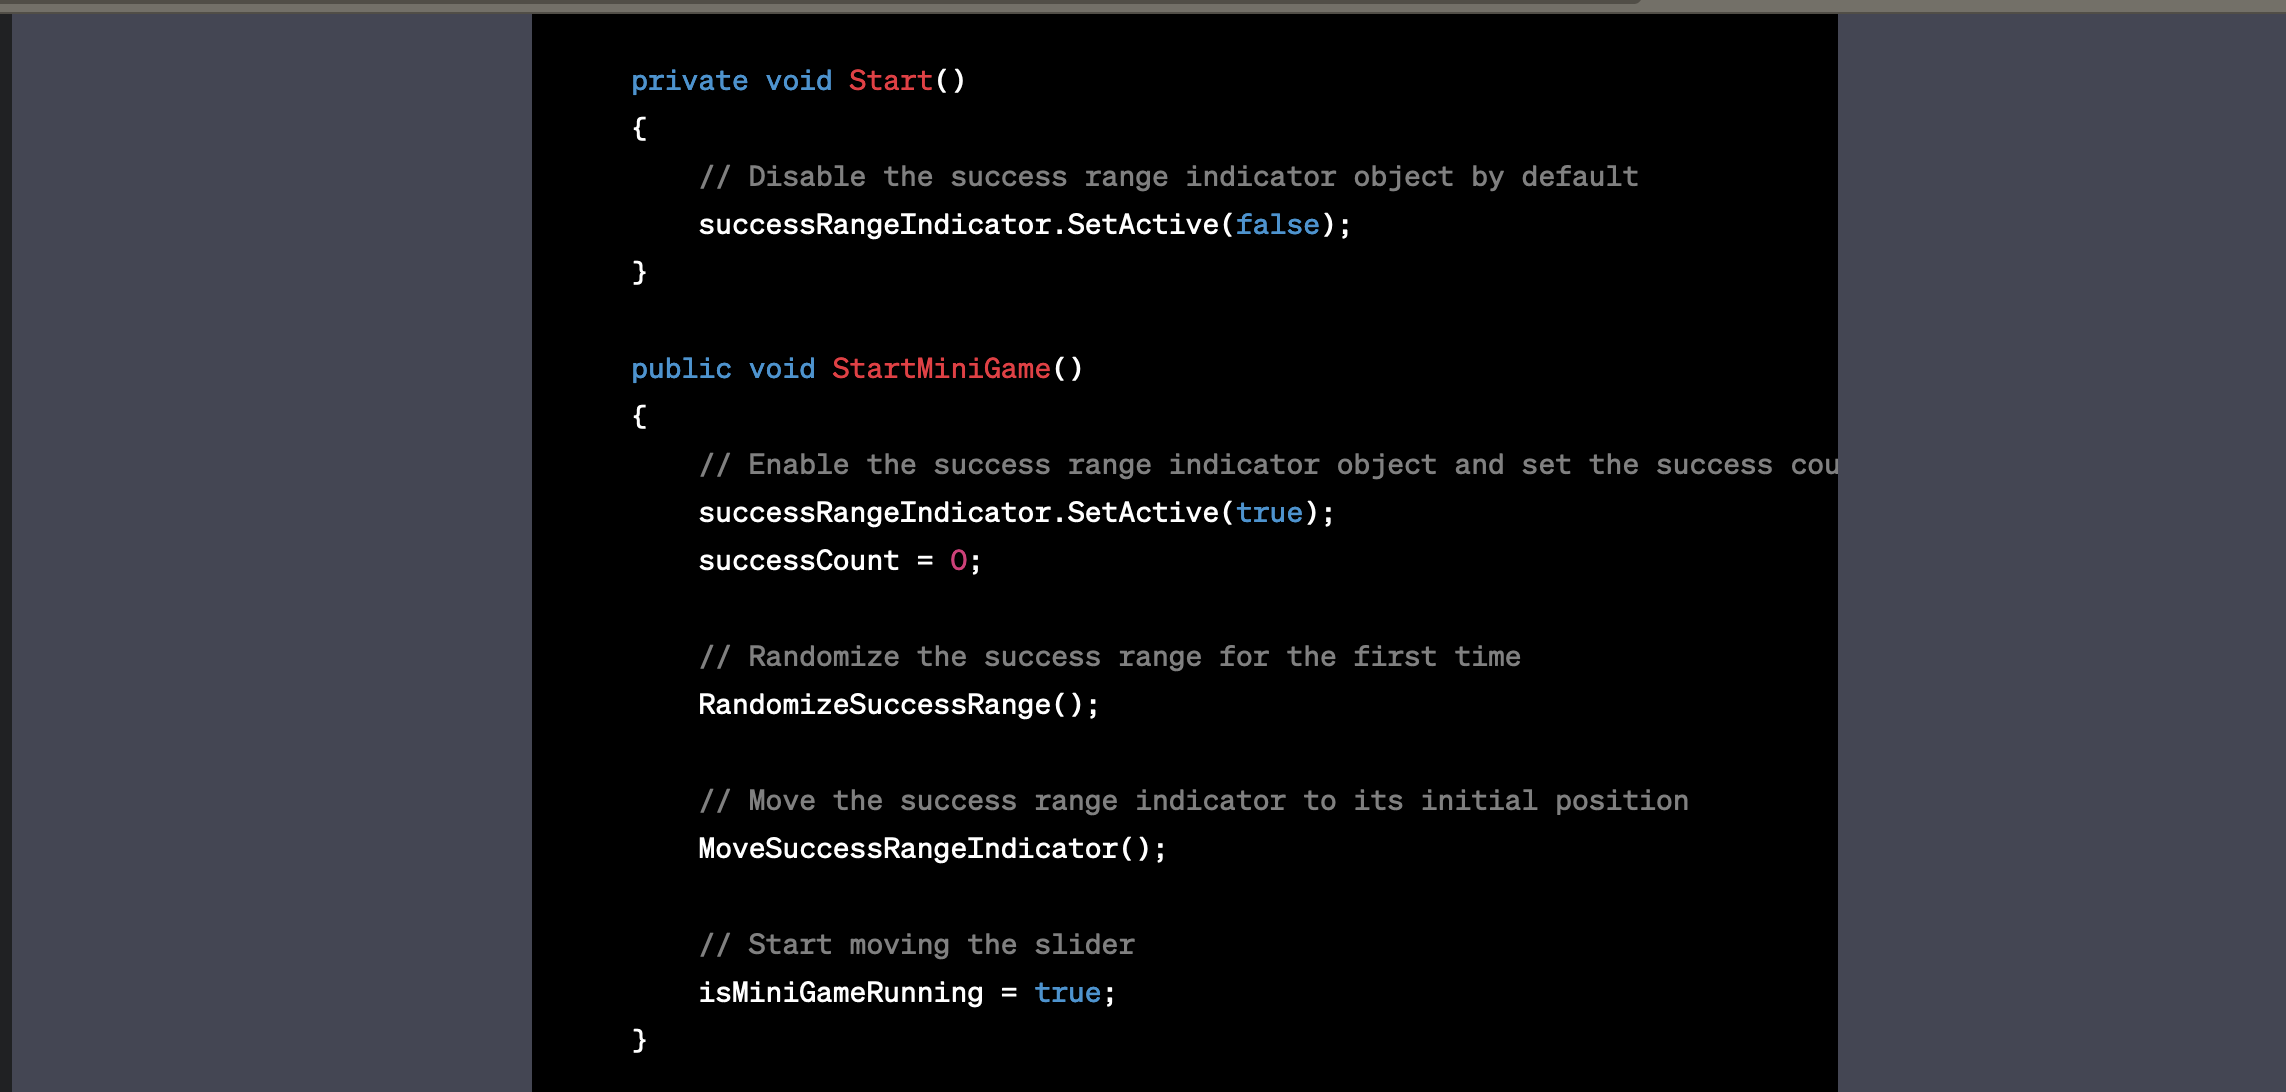 private void Start()
{
// Disable the success range indicator object by default
successRangeIndicator.SetActive(false);
}
public void StartMiniGame()
{
// Enable the success range indicator object and set the success cou
successRangeIndicator.SetActive(true);
successCount = 0;
// Randomize the success range for the first time
RandomizeSuccessRange();
// Move the success range indicator to its initial position
MoveSuccessRangeIndicator();
// Start moving the slider
isMiniGameRunning = true;
}